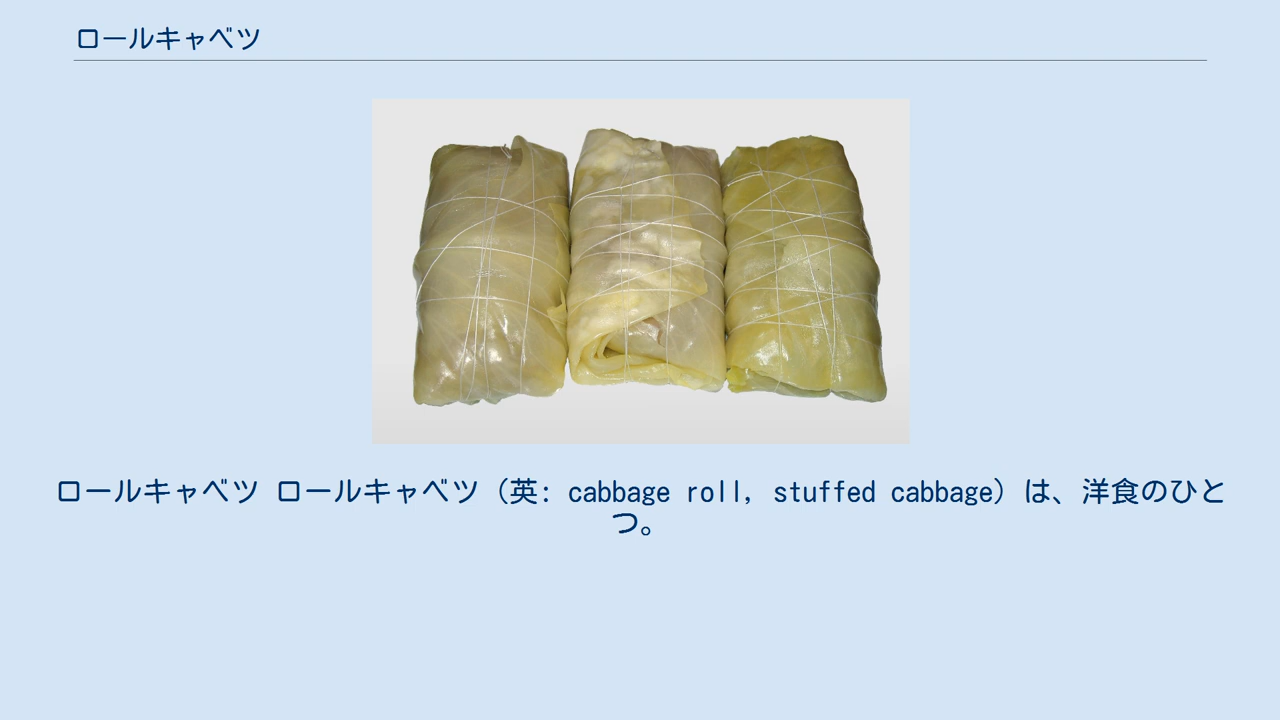 ロールキャベツ
ロールキャベツ ロールキャベツ（英: cabbage roll, stuffed cabbage）は、洋食のひと
つ。